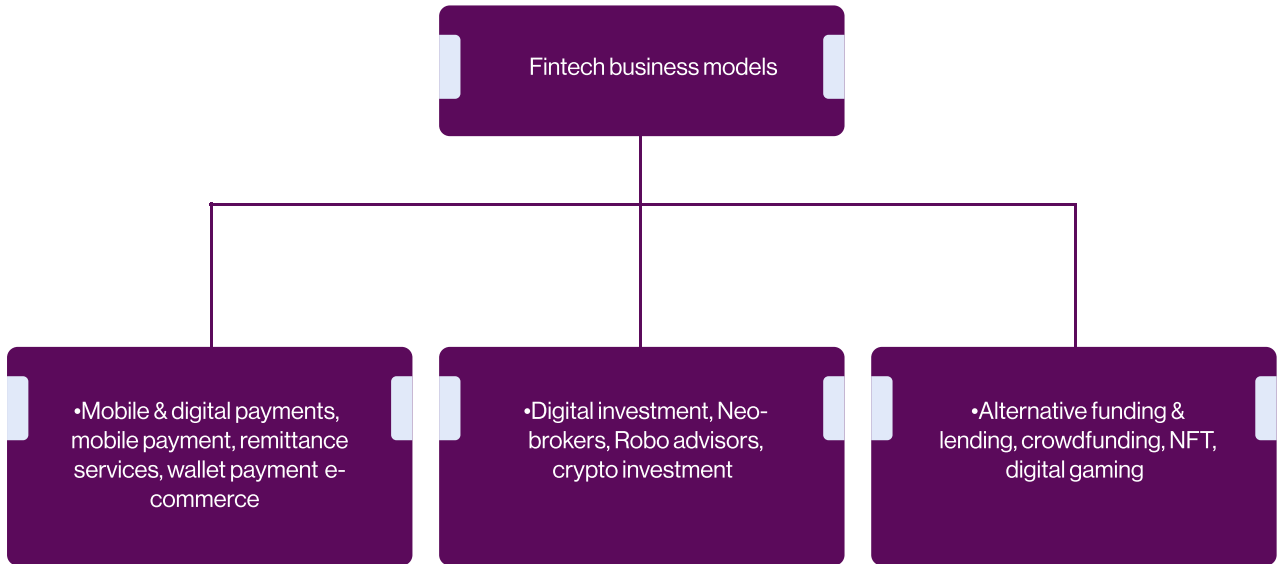 Fintech business models
•Mobile & digital payments,
mobile payment, remittance
services, wallet payment e-
commerce
•Digital investment, Neo-
brokers, Robo advisors,
crypto investment
•Alternative funding &
lending, crowdfunding, NFT,
digital gaming